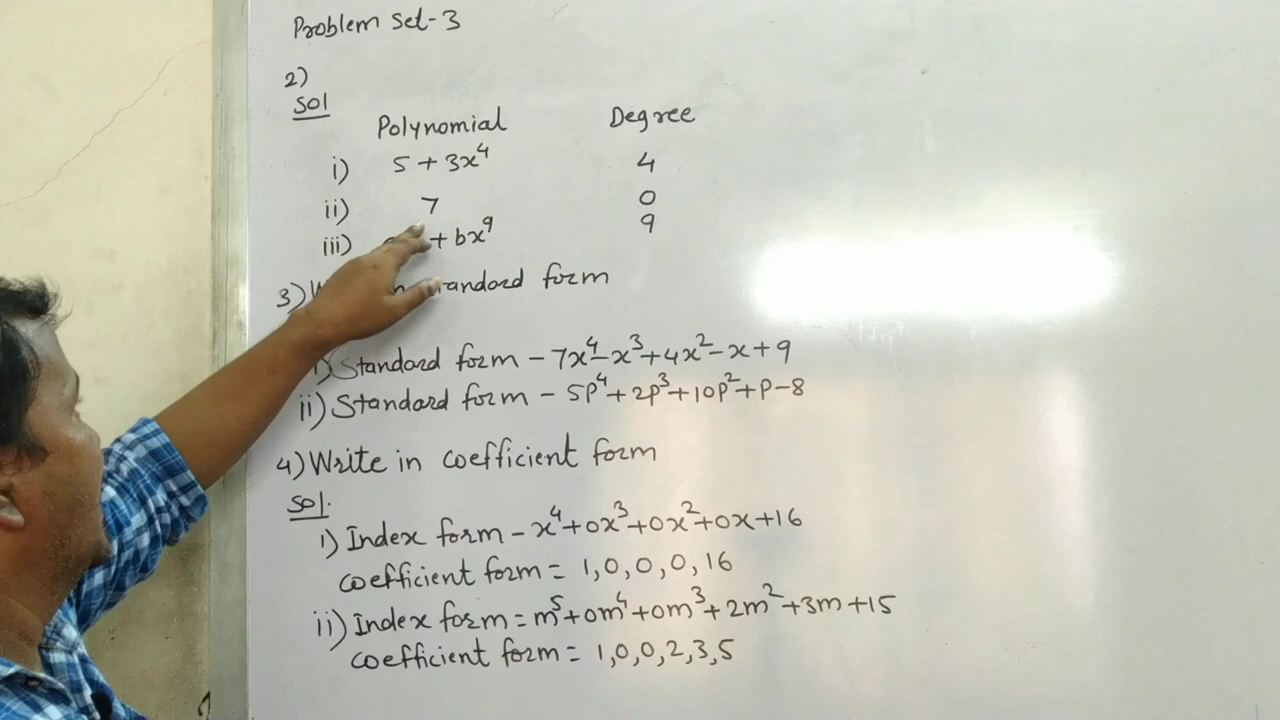 Problem Set-3
2)
Sol
Polynomial Degree
i) 5 + 3x⁴ 4
ii) 7 0
iii) + bx⁹ 9
3) form
i) Standard form - 7x⁴-x³+4x²-x+9
ii) Standard form - 5p⁴+2p³+10p²+p-8
4) Write in coefficient form
Sol.
i) Index form - x⁴+0x³+0x²+0x+16
coefficient form = 1,0,0,0,16
ii) Index form = m⁵+0m⁴+0m³+2m²+3m+15
coefficient form = 1,0,0,2,3,5